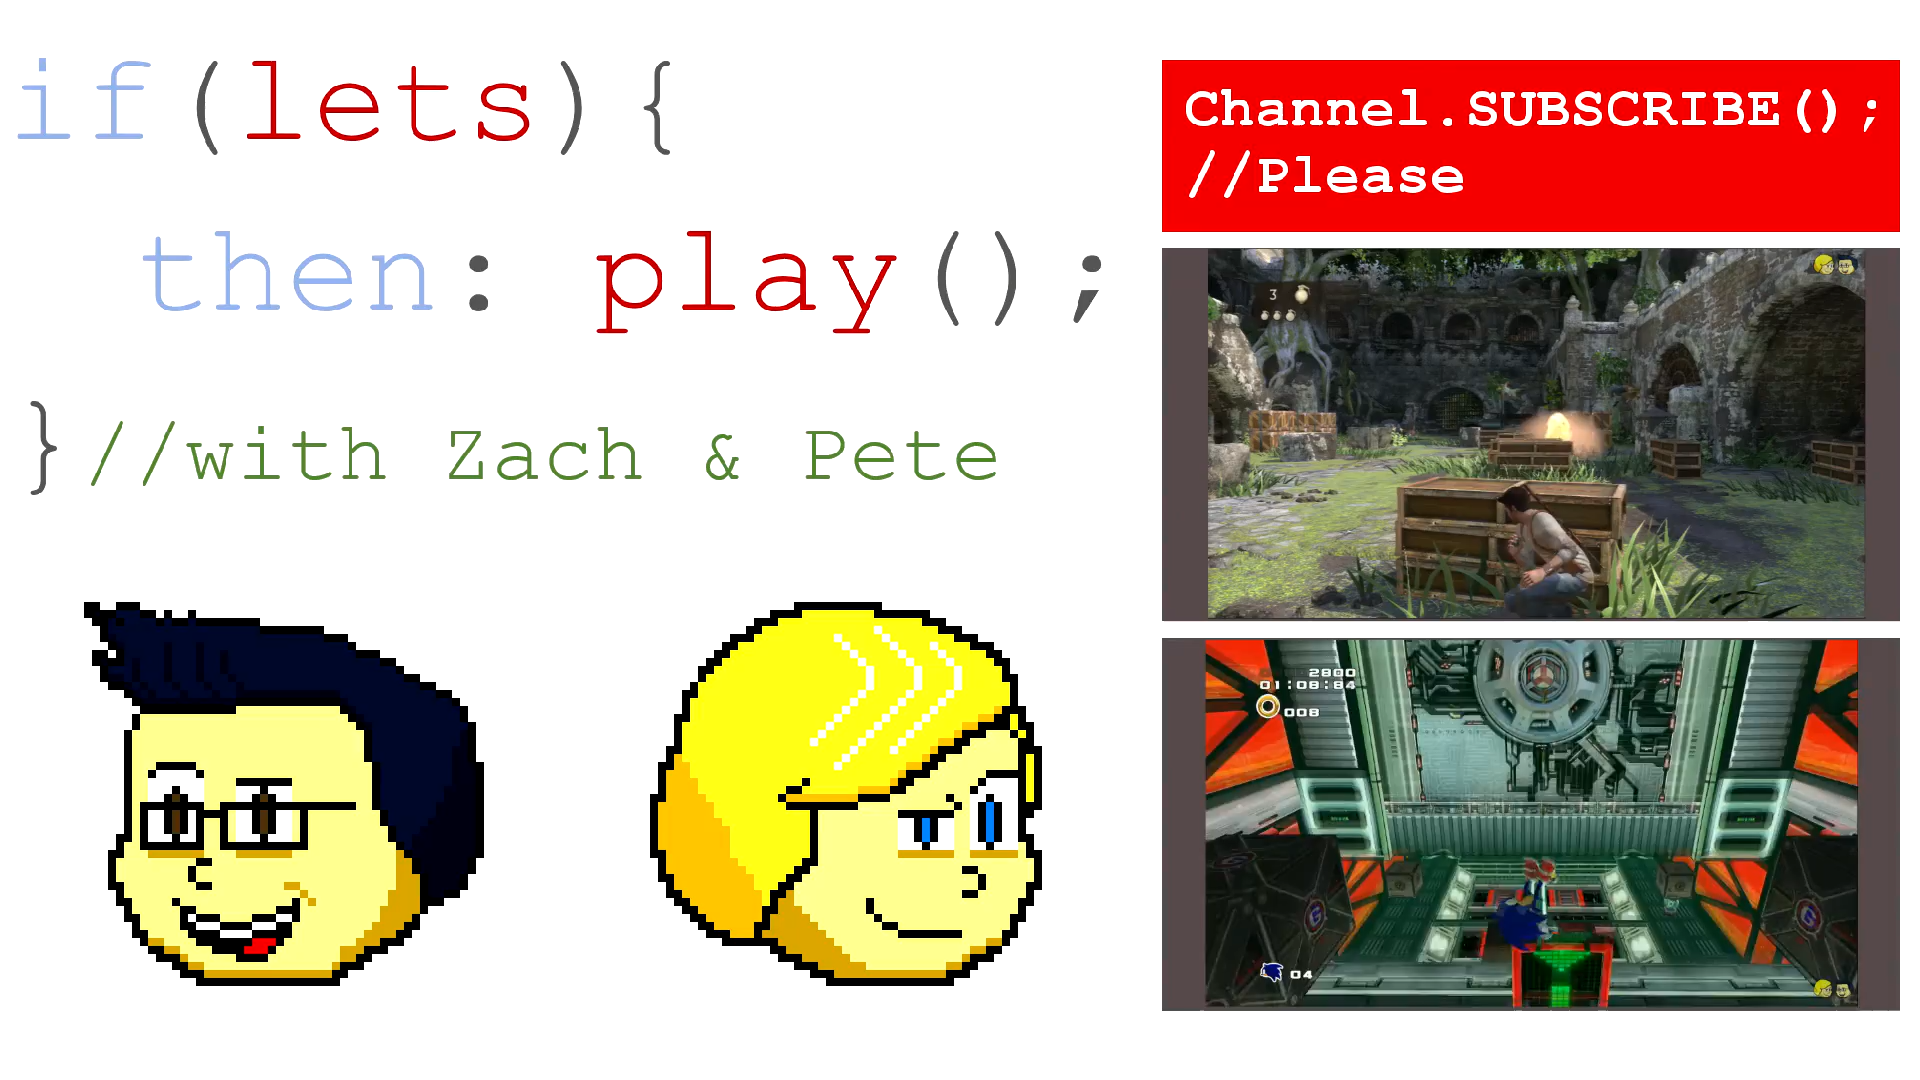 if(lets){
then: play();
}//with Zach & Pete
Channel.SUBSCRIBE();
//Please
3
2800
01:08:84
008
04